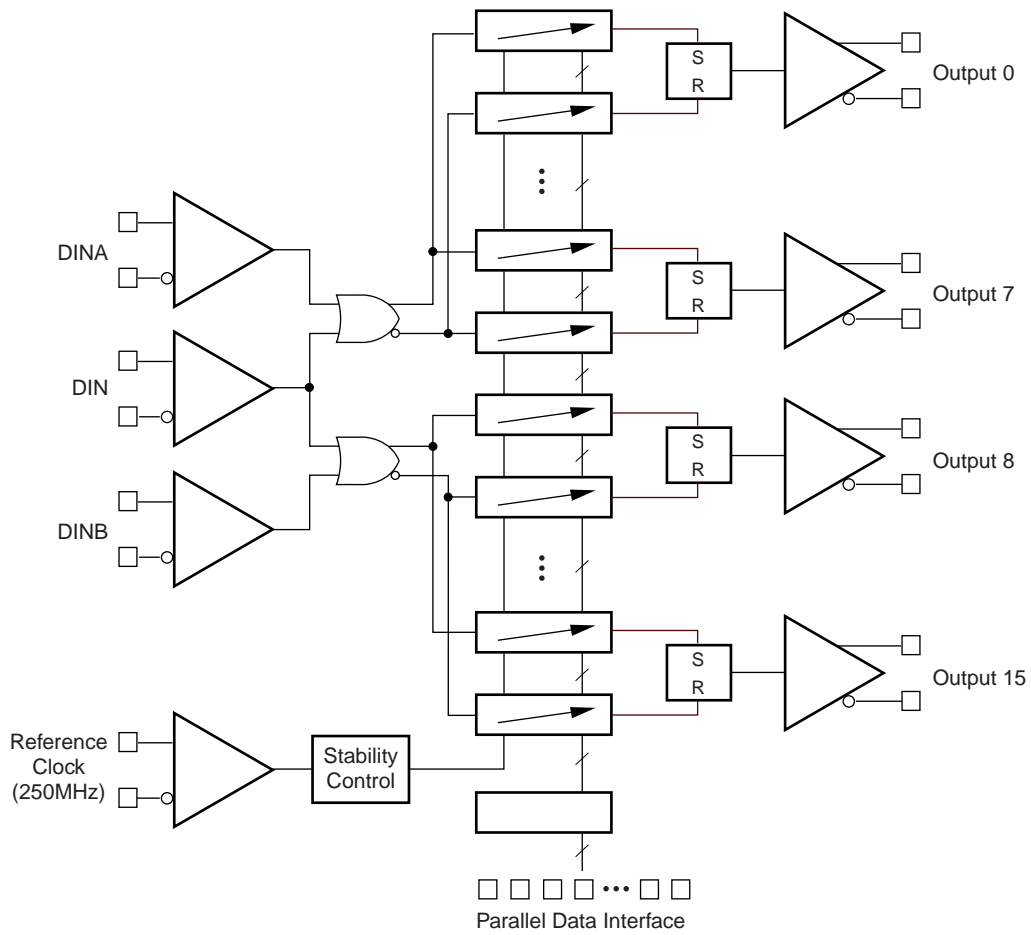 S
R
Output 0
DINA
S
R
Output 7
DIN
S
R
Output 8
DINB
S
R
Output 15
Reference
Clock
(250MHz)
Stability
Control
Parallel Data Interface